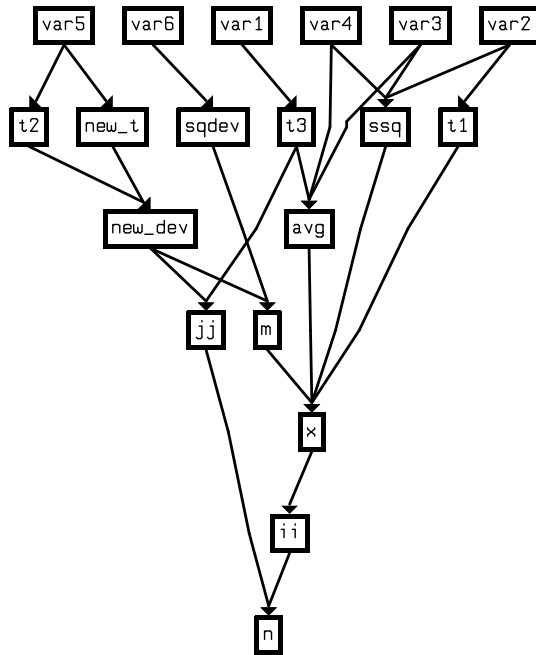 var5 var6 var1 var4 var3 var2
t2 new_t sqdev t3 ssq t1
new_dev avg
jj m
x
ii
n